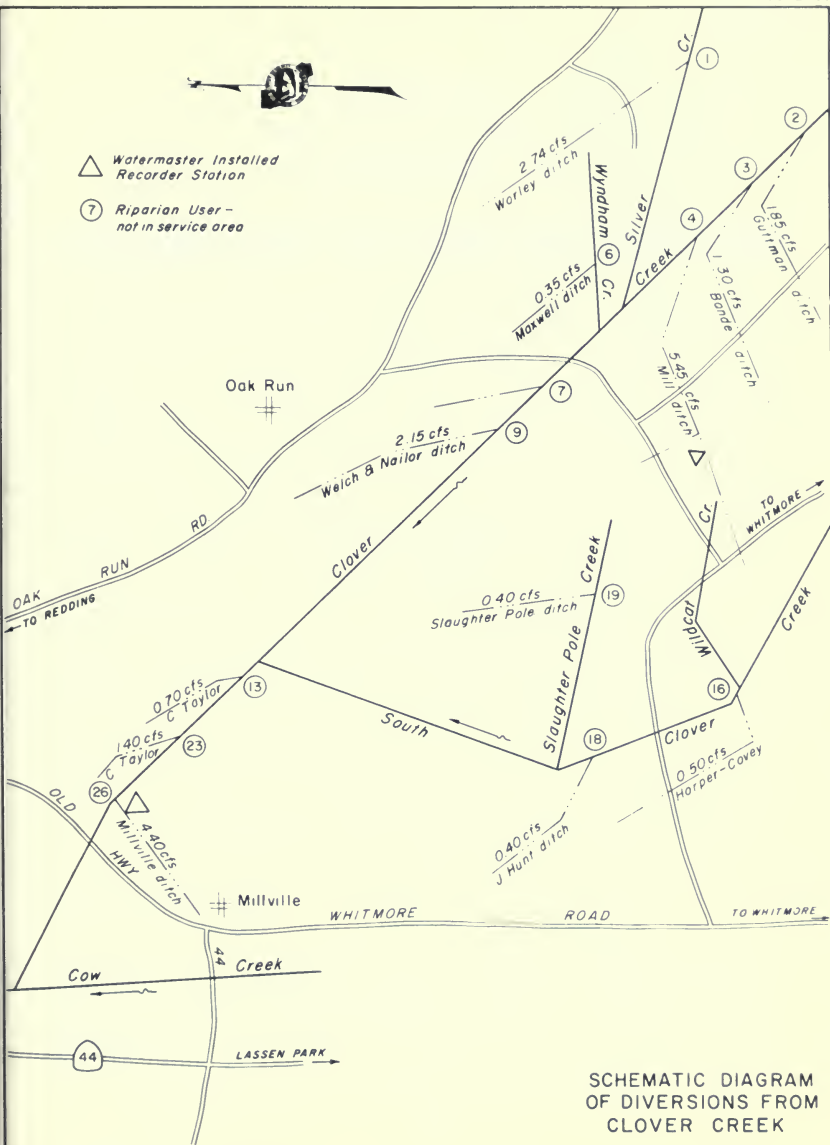 Watermaster Installed
Recorder Station
7 Riparian User –
not in service area
Cr.
1
2
3
4
2.74 cfs
Worley ditch
Wyndham
Cr.
Silver
Creek
6
0.35 cfs
Maxwell ditch
1.85 cfs
Guttman ditch
1.30 cfs
Bande ditch
5.45 cfs
Mill ditch
Oak Run
7
9
2.15 cfs
Welch & Nailor ditch
Clover
OAK RUN RD
TO REDDING
Cr.
TO
WHITMORE
Wildcat
Creek
Creek
0.40 cfs
Slaughter Pole ditch
19
Slaughter Pole
16
13
0.70 cfs
C Taylor
South
18
Clover
23
1.40 cfs
C Taylor
0.50 cfs
Harper-Covey
26
OLD
HWY
4.40 cfs
Millville ditch
0.40 cfs
J Hunt ditch
Millville
WHITMORE ROAD
TO WHITMORE
44
Cow Creek
44
LASSEN PARK
SCHEMATIC DIAGRAM
OF DIVERSIONS FROM
CLOVER CREEK